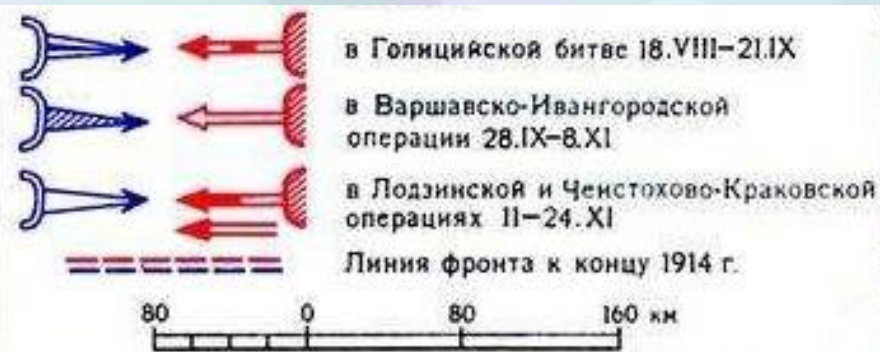 в Голицийской битве 18.VIII-21.IX
в Варшавско-Ивангородской
операции 28.IX-8.XI
в Лодзинской и Ченстохово-Краковской
операциях 11-24.XI
Линия фронта к концу 1914 г.
80 0 80 160 км